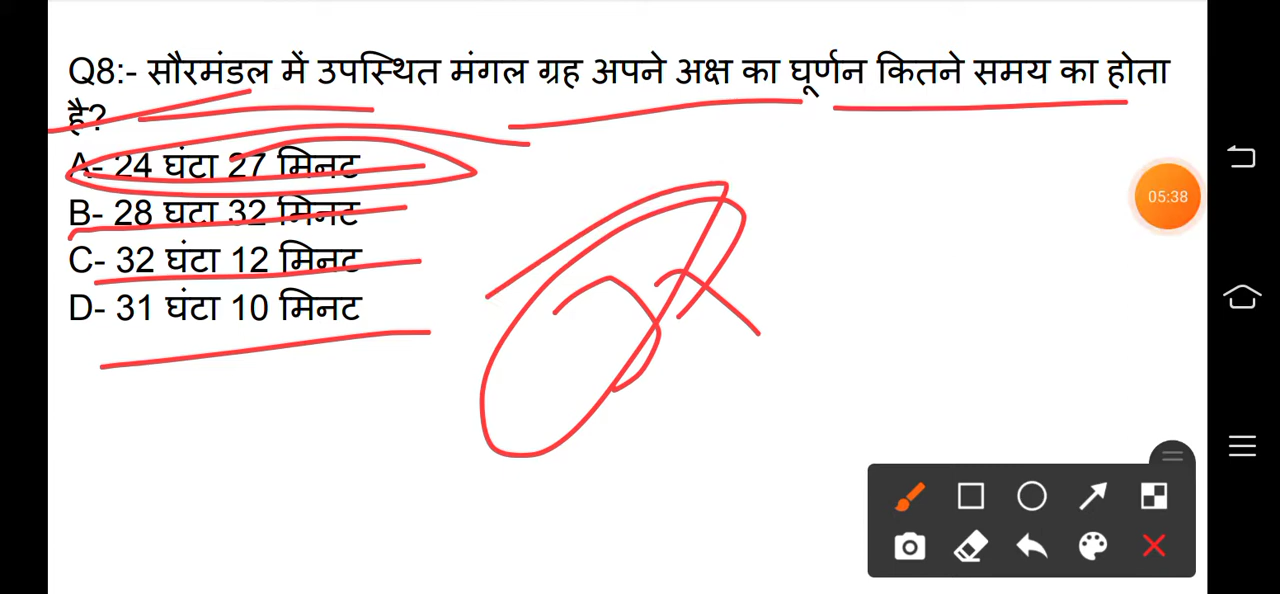 Q8:- सौरमंडल में उपस्थित मंगल ग्रह अपने अक्ष का घूर्णन कितने समय का होता
है?
A- 24 घंटा 27 मिनट
B- 28 घंटा 32 मिनट
C- 32 घंटा 12 मिनट
D- 31 घंटा 10 मिनट
05:38